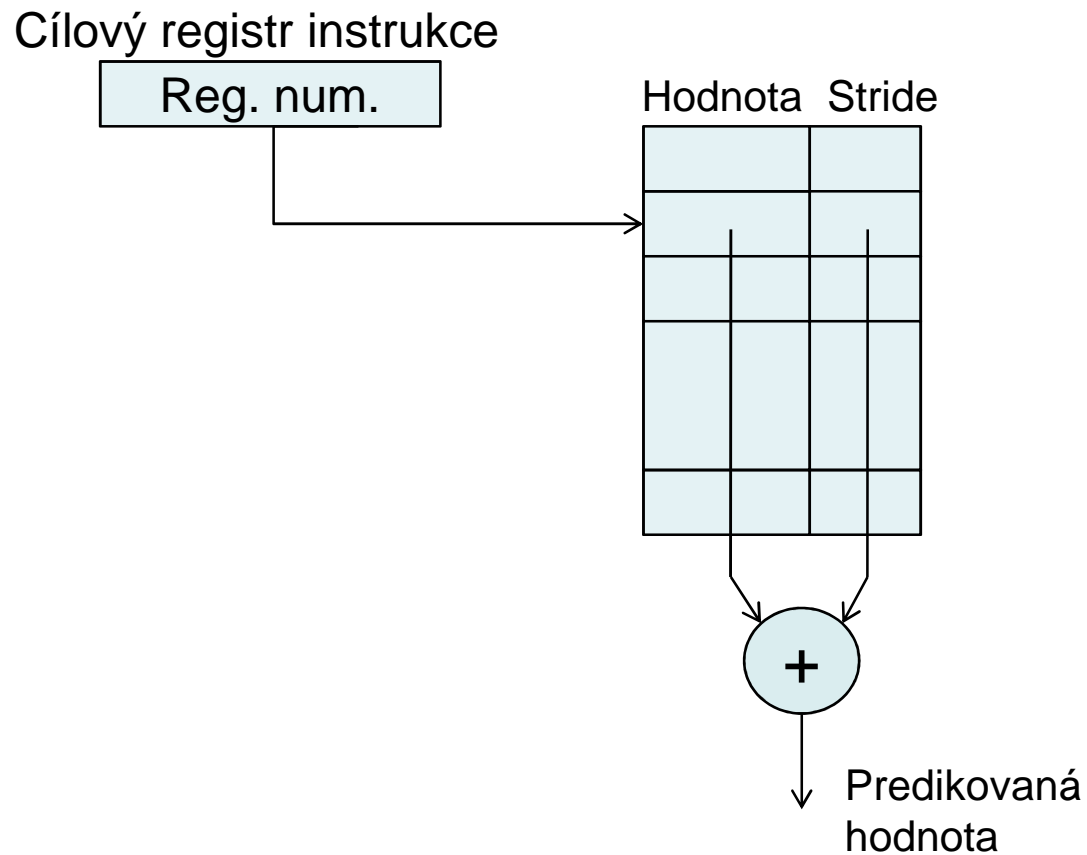 Cílový registr instrukce
Reg. num.
Hodnota Stride
+
Predikovaná
hodnota